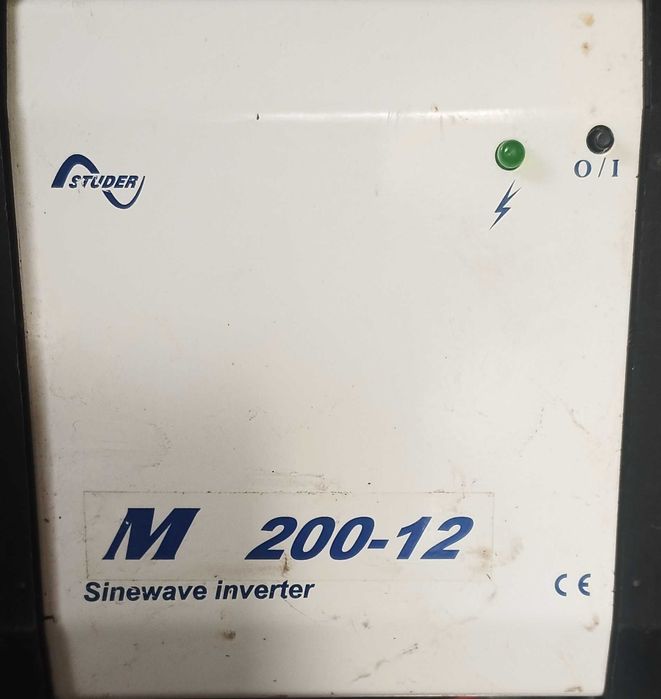 STUDER
O/I
M 200-12
Sinewave inverter
CE